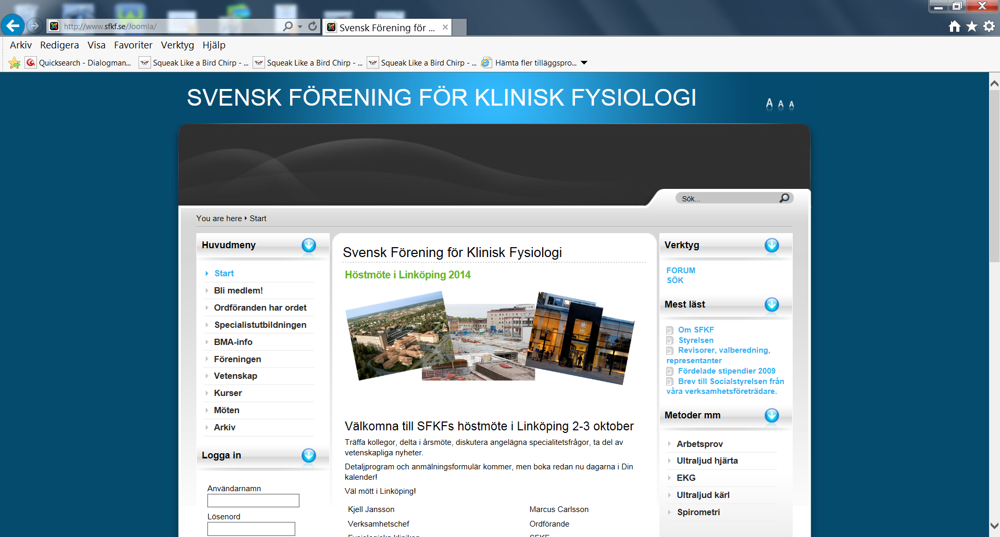 http://www.sfkf.se/Joomla/
Svensk Förening för ...
Arkiv Redigera Visa Favoriter Verktyg Hjälp
Quicksearch - Dialogman... Squeak Like a Bird Chirp - ... Squeak Like a Bird Chirp - ... Squeak Like a Bird Chirp - ... Hämta fler tilläggspro...
SVENSK FÖRENING FÖR KLINISK FYSIOLOGI
A A A
Sök...
You are here Start
Huvudmeny
Start
Bli medlem!
Ordföranden har ordet
Specialistutbildningen
BMA-info
Föreningen
Vetenskap
Kurser
Möten
Arkiv
Logga in
Användarnamn
Lösenord
Svensk Förening för Klinisk Fysiologi
Höstmöte i Linköping 2014
Välkomna till SFKFs höstmöte i Linköping 2-3 oktober
Träffa kollegor, delta i årsmöte, diskutera angelägna specialitetsfrågor, ta del av
vetenskapliga nyheter.
Detaljprogram och anmälningsformulär kommer, men boka redan nu dagarna i Din
kalender!
Väl mött i Linköping!
Kjell Jansson Marcus Carlsson
Verksamhetschef Ordförande
Fysiologiska kliniken SFKF
Verktyg
FORUM
SÖK
Mest läst
Om SFKF
Styrelsen
Revisorer, valberedning,
representanter
Fördelade stipendier 2009
Brev till Socialstyrelsen från
våra verksamhetsföreträdare.
Metoder mm
Arbetsprov
Ultraljud hjärta
EKG
Ultraljud kärl
Spirometri